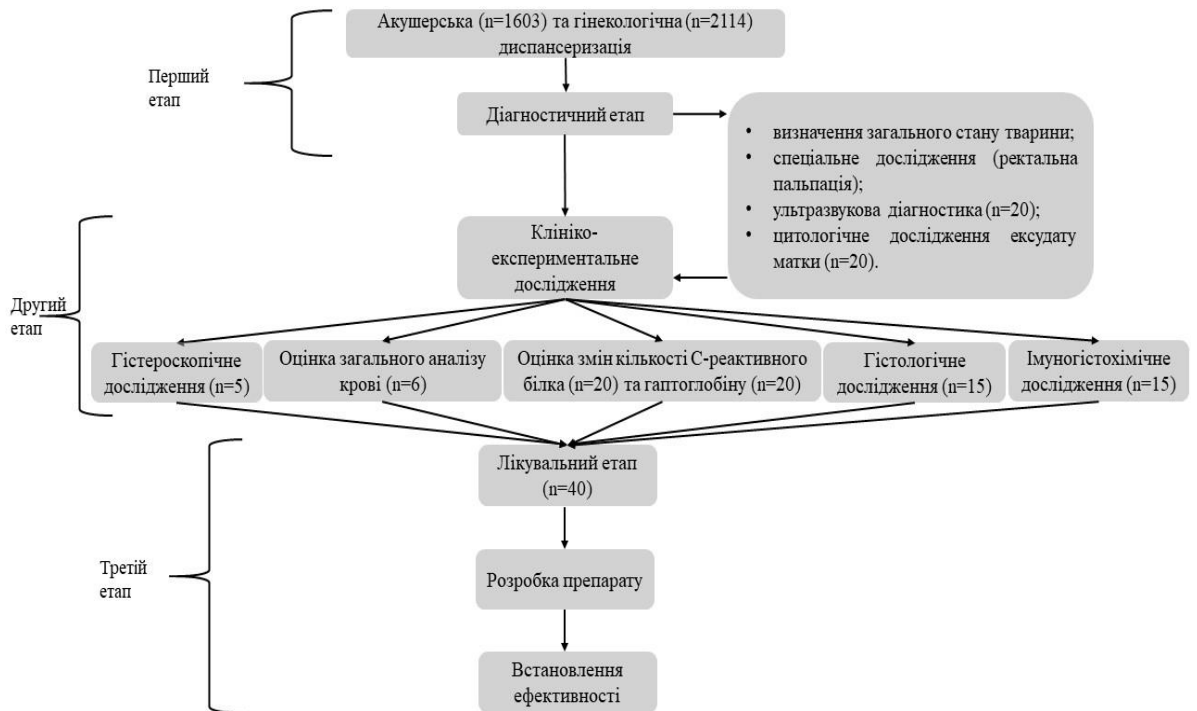 Акушерська (n=1603) та гінекологічна (n=2114)
диспансеризація
Перший
етап
Діагностичний етап
• визначення загального стану тварини;
• спеціальне дослідження (ректальна
пальпація);
• ультразвукова діагностика (n=20);
• цитологічне дослідження ексудату
матки (n=20).
Клініко-
експериментальне
дослідження
Другий
етап
Гістероскопічне
дослідження (n=5)
Оцінка загального аналізу
крові (n=6)
Оцінка змін кількості С-реактивного
білка (n=20) та гаптоглобіну (n=20)
Гістологічне
дослідження (n=15)
Імуногістохімічне
дослідження (n=15)
Лікувальний етап
(n=40)
Третій
етап
Розробка препарату
Встановлення
ефективності